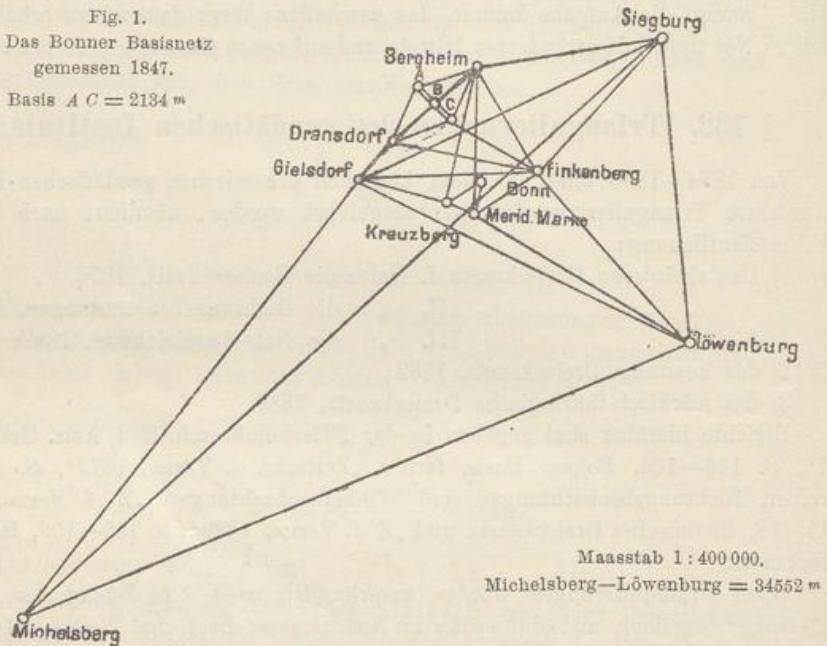 Fig. 1.
Das Bonner Basisnetz
gemessen 1847.
Basis A C = 2134 m
Siegburg
Bergheim
A
B
C
Dransdorf
Gielsdorf
Finkenberg
Bonn
Merid. Marke
Kreuzberg
Löwenburg
Maasstab 1 : 400 000.
Michelsberg—Löwenburg = 34552 m
Michelsberg